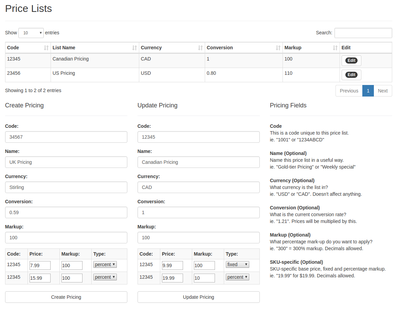 Price Lists
Show 10 entries Search:
Code List Name Currency Conversion Markup Edit
12345 Canadian Pricing CAD 1 100 Edit
23456 US Pricing USD 0.80 110 Edit
Showing 1 to 2 of 2 entries Previous 1 Next
Create Pricing
Code:
34567
Name:
UK Pricing
Currency:
Stirling
Conversion:
0.59
Markup:
100
Code: Price: Markup: Type:
12345 7.99 100 percent
12345 15.99 100 percent
Create Pricing
Update Pricing
Code:
12345
Name:
Canadian Pricing
Currency:
CAD
Conversion:
1
Markup:
100
Code: Price: Markup: Type:
12345 9.99 100 fixed
12345 19.99 10 percent
Update Pricing
Pricing Fields
Code
This is a code unique to this price list.
ie. "1001" or "1234ABCD"
Name (Optional)
Name this price list in a useful way.
ie. "Gold-tier Pricing" or "Weekly special"
Currency (Optional)
What currency is the list in?
ie. "USD" or "CAD". Doesn't affect anything.
Conversion (Optional)
What is the current conversion rate?
ie. "1.21". Prices will be multiplied by this.
Markup (Optional)
What percentage mark-up do you want to apply?
ie. "300" = 300% markup. Decimals allowed.
SKU-specific (Optional)
SKU-specific base price, fixed and percentage markup.
ie. "19.99" for $19.99. Decimals allowed.